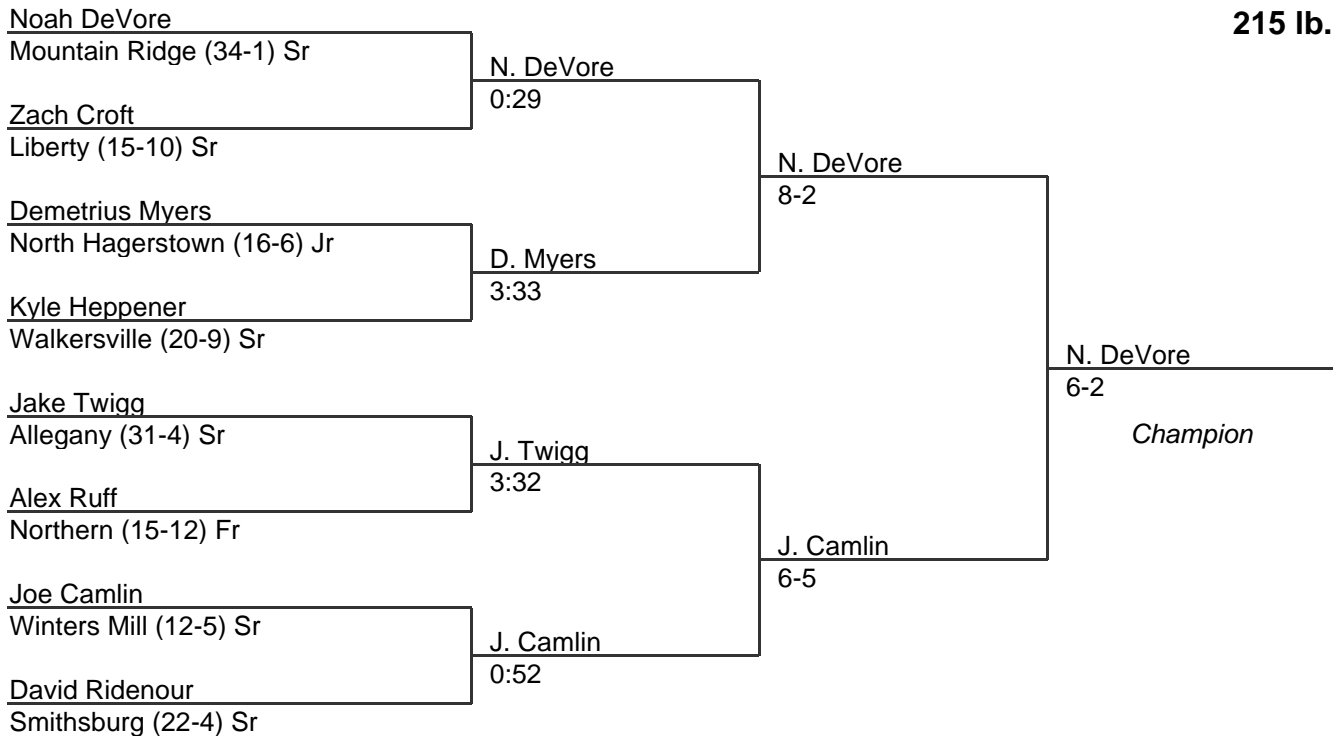 215 lb.
Noah DeVore
Mountain Ridge (34-1) Sr
N. DeVore
0:29
Zach Croft
Liberty (15-10) Sr
N. DeVore
8-2
Demetrius Myers
North Hagerstown (16-6) Jr
D. Myers
3:33
Kyle Heppener
Walkersville (20-9) Sr
N. DeVore
6-2
Champion
Jake Twigg
Allegany (31-4) Sr
J. Twigg
3:32
Alex Ruff
Northern (15-12) Fr
J. Camlin
6-5
Joe Camlin
Winters Mill (12-5) Sr
J. Camlin
0:52
David Ridenour
Smithsburg (22-4) Sr